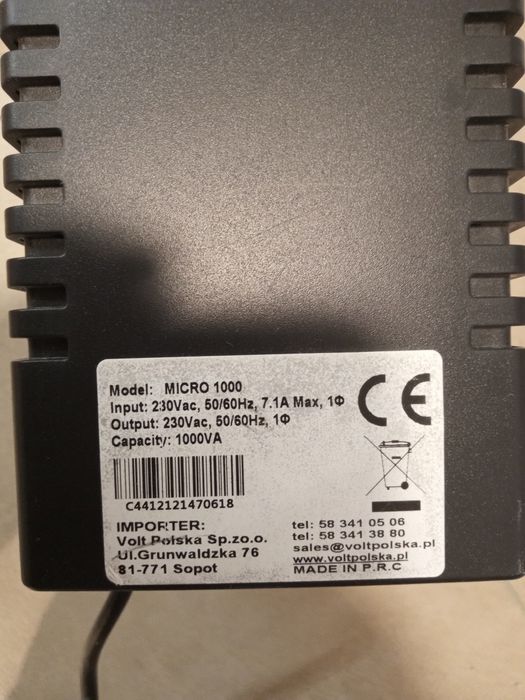 Model: MICRO 1000
Input: 230Vac, 50/60Hz, 7.1A Max, 1Φ
Output: 230Vac, 50/60Hz, 1Φ
Capacity: 1000VA
CE
C4412121470618
IMPORTER:
Volt Polska Sp.zo.o.
Ul.Grunwaldzka 76
81-771 Sopot
tel: 58 341 05 06
tel: 58 341 38 80
sales@voltpolska.pl
www.voltpolska.pl
MADE IN P.R.C